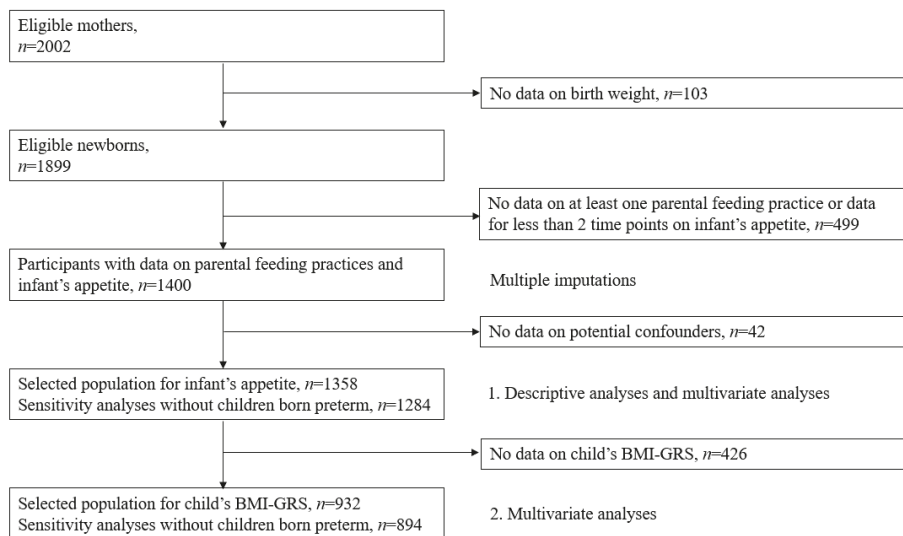 Eligible mothers,
n=2002
No data on birth weight, n=103
Eligible newborns,
n=1899
No data on at least one parental feeding practice or data
for less than 2 time points on infant’s appetite, n=499
Participants with data on parental feeding practices and
infant’s appetite, n=1400
Multiple imputations
No data on potential confounders, n=42
Selected population for infant’s appetite, n=1358
Sensitivity analyses without children born preterm, n=1284
1. Descriptive analyses and multivariate analyses
No data on child’s BMI-GRS, n=426
Selected population for child’s BMI-GRS, n=932
Sensitivity analyses without children born preterm, n=894
2. Multivariate analyses